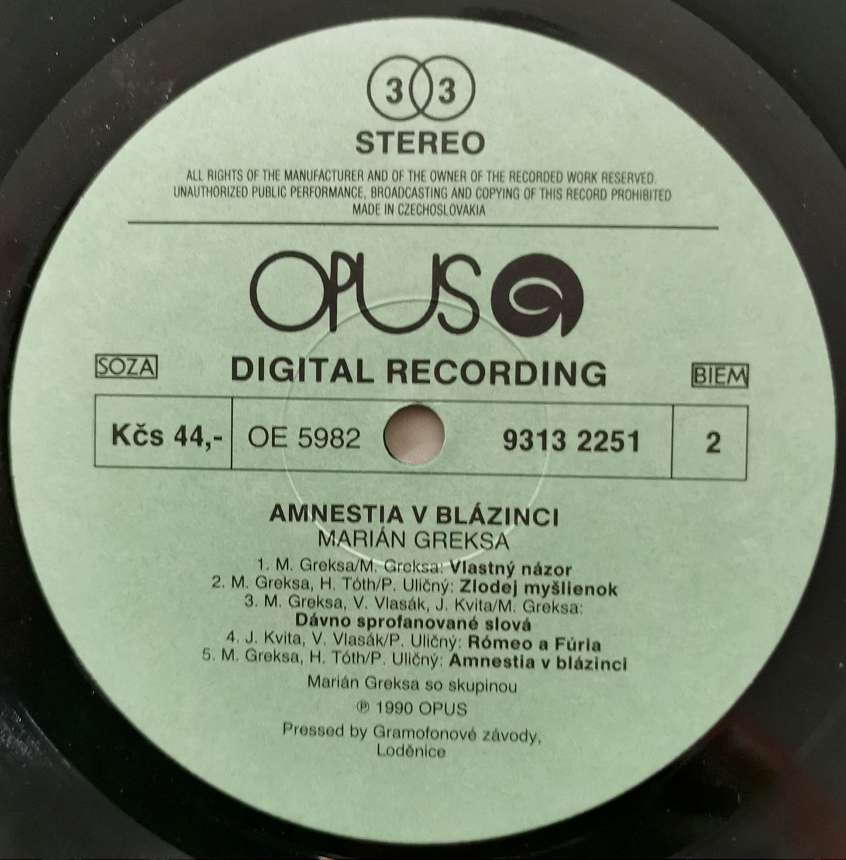 33
STEREO
ALL RIGHTS OF THE MANUFACTURER AND OF THE OWNER OF THE RECORDED WORK RESERVED.
UNAUTHORIZED PUBLIC PERFORMANCE, BROADCASTING AND COPYING OF THIS RECORD PROHIBITED
MADE IN CZECHOSLOVAKIA
OPUS
SOZA DIGITAL RECORDING BIEM
Kčs 44,- OE 5982 9313 2251 2
AMNESTIA V BLÁZINCI
MARIÁN GREKSA
1. M. Greksa/M. Greksa: Vlastný názor
2. M. Greksa, H. Tóth/P. Uličný: Zlodej myšlienok
3. M. Greksa, V. Vlasák, J. Kvita/M. Greksa:
Dávno sprofanované slová
4. J. Kvita, V. Vlasák/P. Uličný: Rómeo a Fúria
5. M. Greksa, H. Tóth/P. Uličný: Amnestia v blázinci
Marián Greksa so skupinou
℗ 1990 OPUS
Pressed by Gramofonové závody,
Loděnice